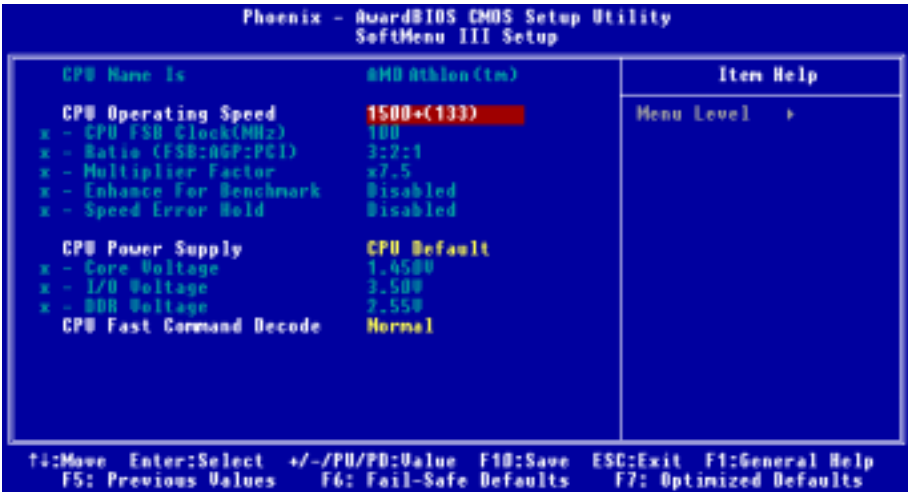 Phoenix - AwardBIOS CMOS Setup Utility
SoftMenu III Setup
CPU Name Is AMD Athlon(tm)
Item Help
CPU Operating Speed 1500+(133)
Menu Level ▸
x - CPU FSB Clock(MHz) 100
x - Ratio (FSB:AGP:PCI) 3:2:1
x - Multiplier Factor x7.5
x - Enhance For Benchmark Disabled
x - Speed Error Hold Disabled
CPU Power Supply CPU Default
x - Core Voltage 1.450V
x - I/O Voltage 3.50V
x - DDR Voltage 2.55V
CPU Fast Command Decode Normal
↑↓:Move Enter:Select +/-/PU/PD:Value F10:Save ESC:Exit F1:General Help
F5: Previous Values F6: Fail-Safe Defaults F7: Optimized Defaults